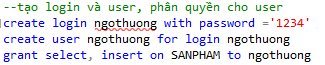 --tạo login và user, phân quyền cho user
create login ngothuong with password ='1234'
create user ngothuong for login ngothuong
grant select, insert on SANPHAM to ngothuong